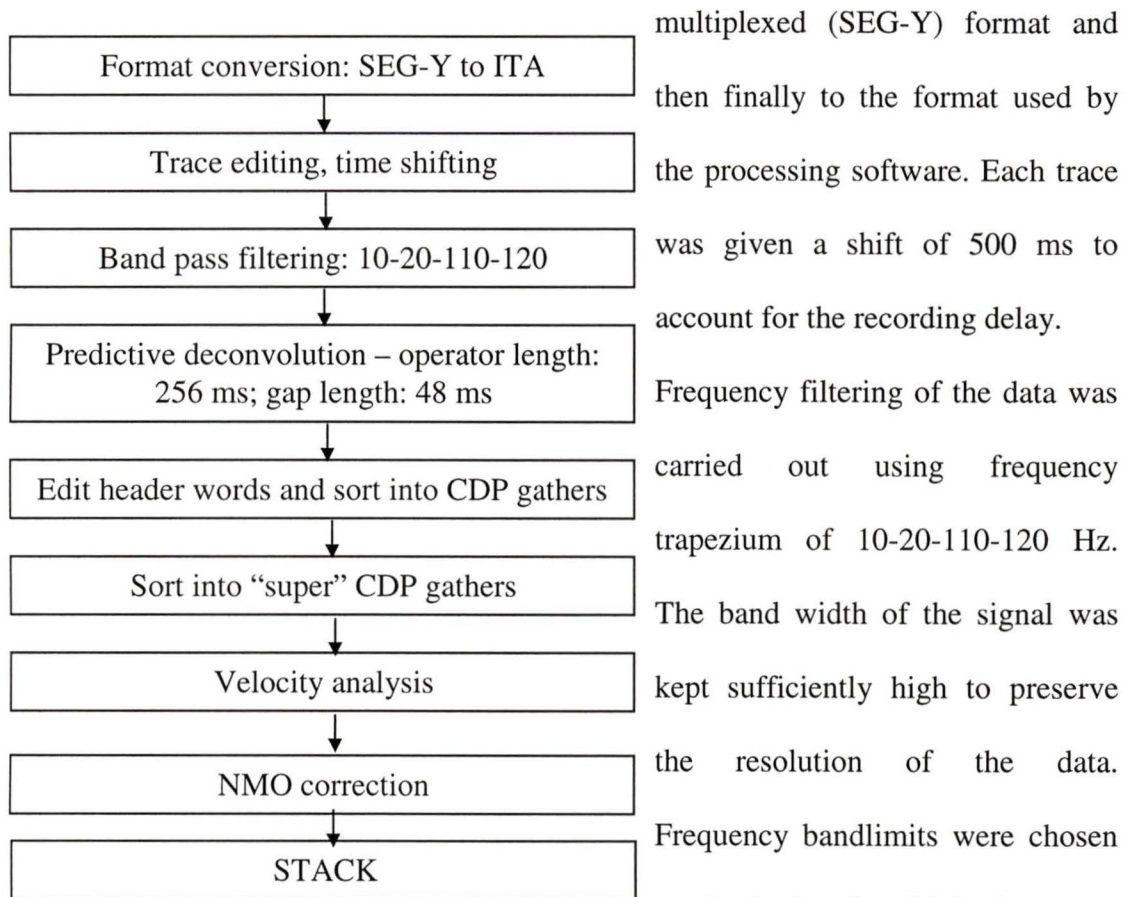 Format conversion: SEG-Y to ITA
Trace editing, time shifting
Band pass filtering: 10-20-110-120
Predictive deconvolution – operator length:
256 ms; gap length: 48 ms
Edit header words and sort into CDP gathers
Sort into “super” CDP gathers
Velocity analysis
NMO correction
STACK
multiplexed (SEG-Y) format and
then finally to the format used by
the processing software. Each trace
was given a shift of 500 ms to
account for the recording delay.
Frequency filtering of the data was
carried out using frequency
trapezium of 10-20-110-120 Hz.
The band width of the signal was
kept sufficiently high to preserve
the resolution of the data.
Frequency bandlimits were chosen